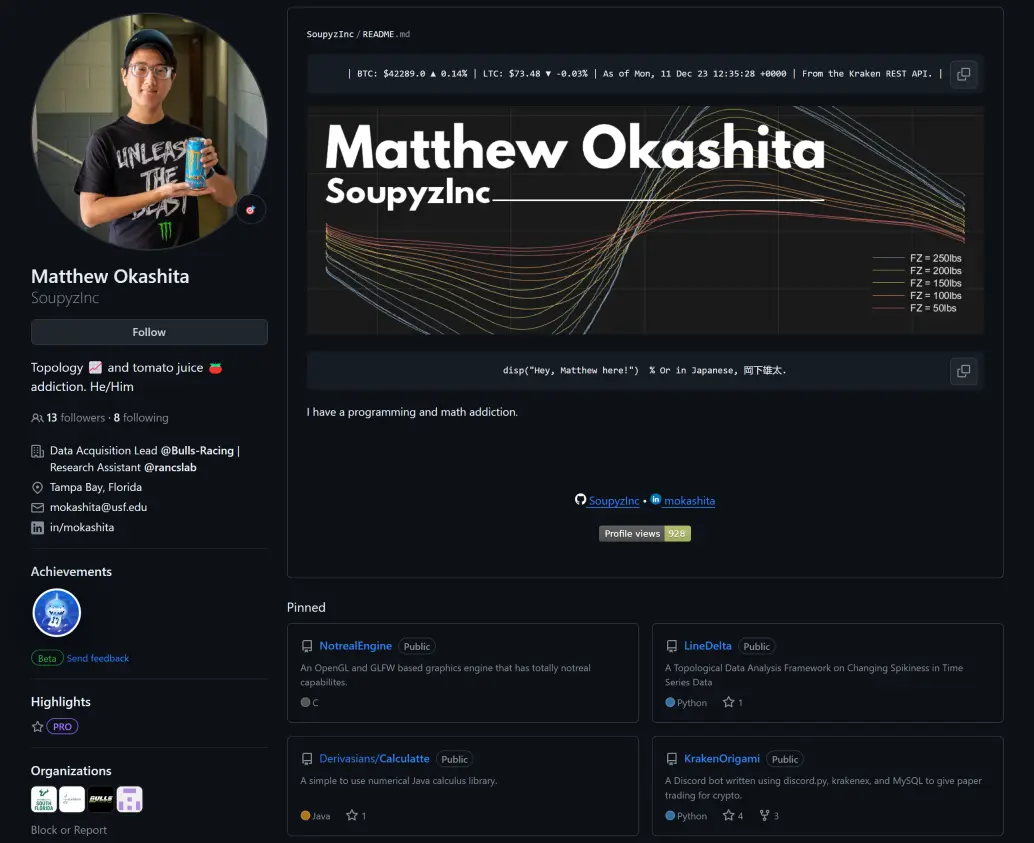 UNLEASH
THE
BEAST
Matthew Okashita
SoupyzInc
Follow
Topology 📈 and tomato juice 🍅
addiction. He/Him
13 followers · 8 following
Data Acquisition Lead @Bulls-Racing |
Research Assistant @rancslab
Tampa Bay, Florida
mokashita@usf.edu
in/mokashita
Achievements
Beta Send feedback
Highlights
PRO
Organizations
SOUTH
FLORIDA
BULLS
Block or Report
SoupyzInc / README.md
| BTC: $42289.0 ▲ 0.14% | LTC: $73.48 ▼ -0.03% | As of Mon, 11 Dec 23 12:35:28 +0000 | From the Kraken REST API. |
Matthew Okashita
SoupyzInc
FZ = 250lbs
FZ = 200lbs
FZ = 150lbs
FZ = 100lbs
FZ = 50lbs
disp("Hey, Matthew here!") % Or in Japanese, 岡下雄太.
I have a programming and math addiction.
SoupyzInc • in mokashita
Profile views 928
Pinned
NotrealEngine Public
An OpenGL and GLFW based graphics engine that has totally notreal
capabilites.
C
LineDelta Public
A Topological Data Analysis Framework on Changing Spikiness in Time
Series Data
Python 1
Derivasians/Calculatte Public
A simple to use numerical Java calculus library.
Java 1
KrakenOrigami Public
A Discord bot written using discord.py, krakenex, and MySQL to give paper
trading for crypto.
Python 4 3